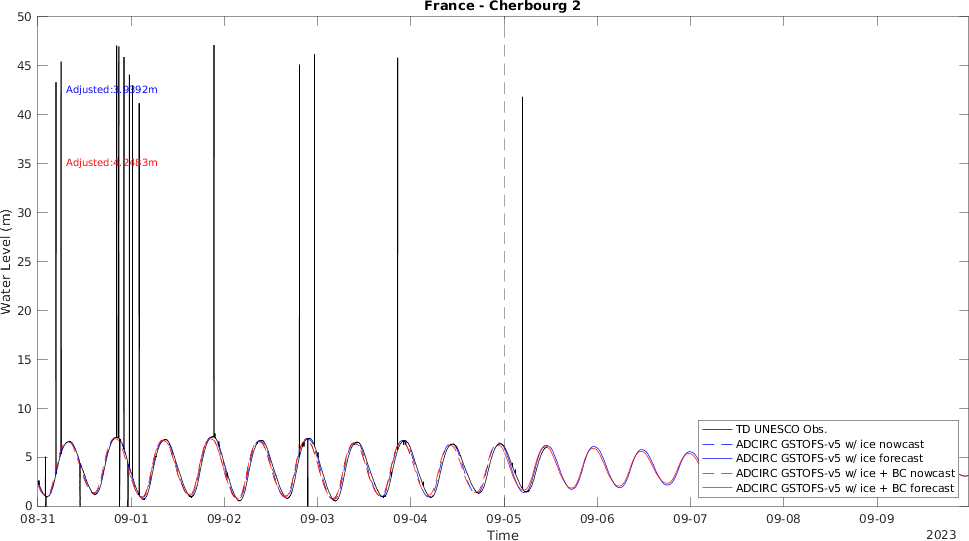 France - Cherbourg 2
50
45
40
35
30
25
20
15
10
5
0
Water Level (m)
Adjusted:3.9392m
Adjusted:4.2483m
TD UNESCO Obs.
ADCIRC GSTOFS-v5 w/ ice nowcast
ADCIRC GSTOFS-v5 w/ ice forecast
ADCIRC GSTOFS-v5 w/ ice + BC nowcast
ADCIRC GSTOFS-v5 w/ ice + BC forecast
08-31 09-01 09-02 09-03 09-04 09-05 09-06 09-07 09-08 09-09
Time
2023